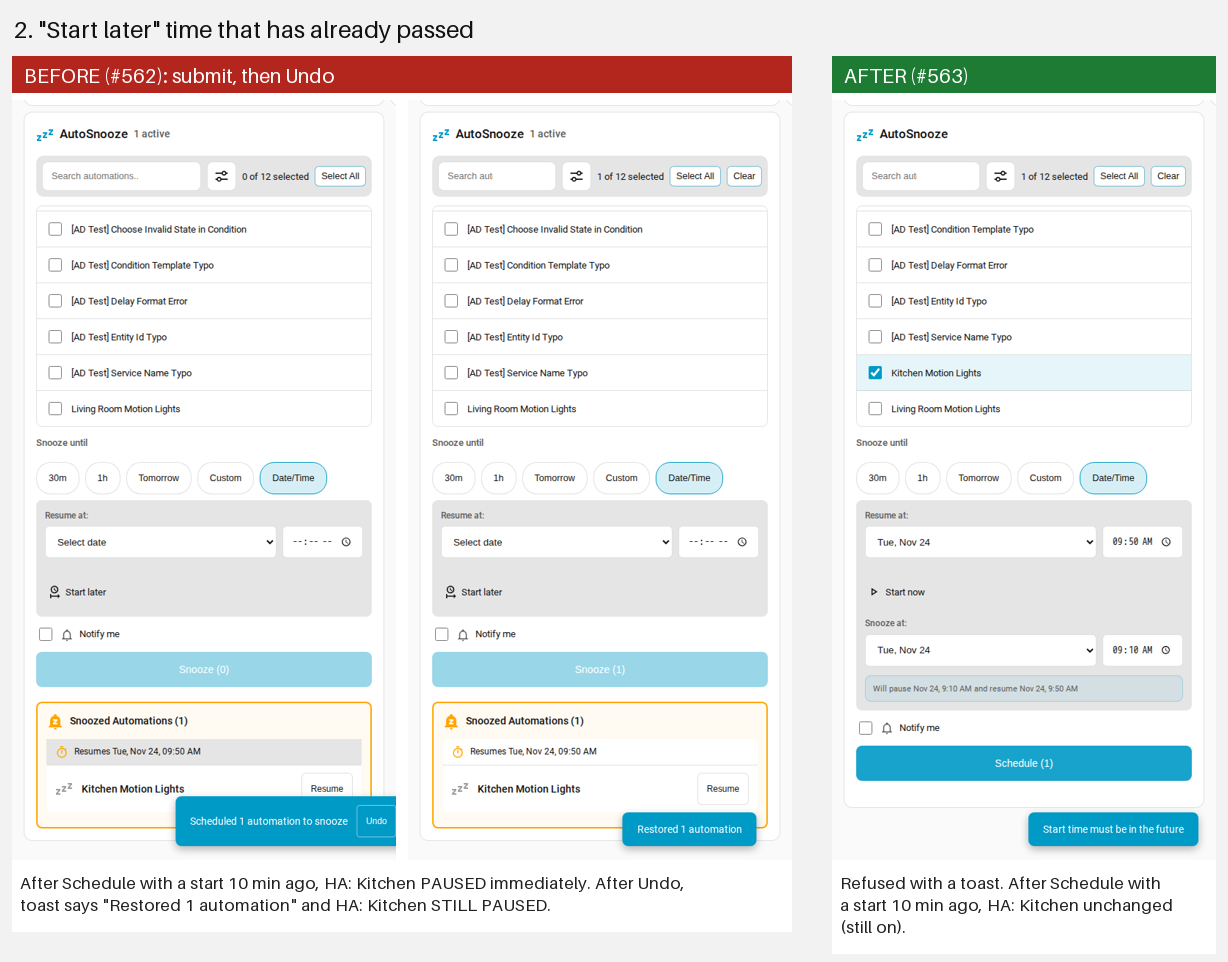 2. "Start later" time that has already passed
BEFORE (#562): submit, then Undo
zzz AutoSnooze 1 active
Search automations..
0 of 12 selected
Select All
[AD Test] Choose Invalid State in Condition
[AD Test] Condition Template Typo
[AD Test] Delay Format Error
[AD Test] Entity Id Typo
[AD Test] Service Name Typo
Living Room Motion Lights
Snooze until
30m 1h Tomorrow Custom Date/Time
Resume at:
Select date --:-- --
Start later
Notify me
Snooze (0)
Snoozed Automations (1)
Resumes Tue, Nov 24, 09:50 AM
zzz Kitchen Motion Lights Resume
Scheduled 1 automation to snooze Undo
zzz AutoSnooze 1 active
Search aut
1 of 12 selected
Select All
Clear
[AD Test] Choose Invalid State in Condition
[AD Test] Condition Template Typo
[AD Test] Delay Format Error
[AD Test] Entity Id Typo
[AD Test] Service Name Typo
Living Room Motion Lights
Snooze until
30m 1h Tomorrow Custom Date/Time
Resume at:
Select date --:-- --
Start later
Notify me
Snooze (1)
Snoozed Automations (1)
Resumes Tue, Nov 24, 09:50 AM
zzz Kitchen Motion Lights Resume
Restored 1 automation
After Schedule with a start 10 min ago, HA: Kitchen PAUSED immediately. After Undo,
toast says "Restored 1 automation" and HA: Kitchen STILL PAUSED.
AFTER (#563)
zzz AutoSnooze
Search aut
1 of 12 selected
Select All
Clear
[AD Test] Condition Template Typo
[AD Test] Delay Format Error
[AD Test] Entity Id Typo
[AD Test] Service Name Typo
Kitchen Motion Lights
Living Room Motion Lights
Snooze until
30m 1h Tomorrow Custom Date/Time
Resume at:
Tue, Nov 24 09:50 AM
Start now
Snooze at:
Tue, Nov 24 09:10 AM
Will pause Nov 24, 9:10 AM and resume Nov 24, 9:50 AM
Notify me
Schedule (1)
Start time must be in the future
Refused with a toast. After Schedule with
a start 10 min ago, HA: Kitchen unchanged
(still on).